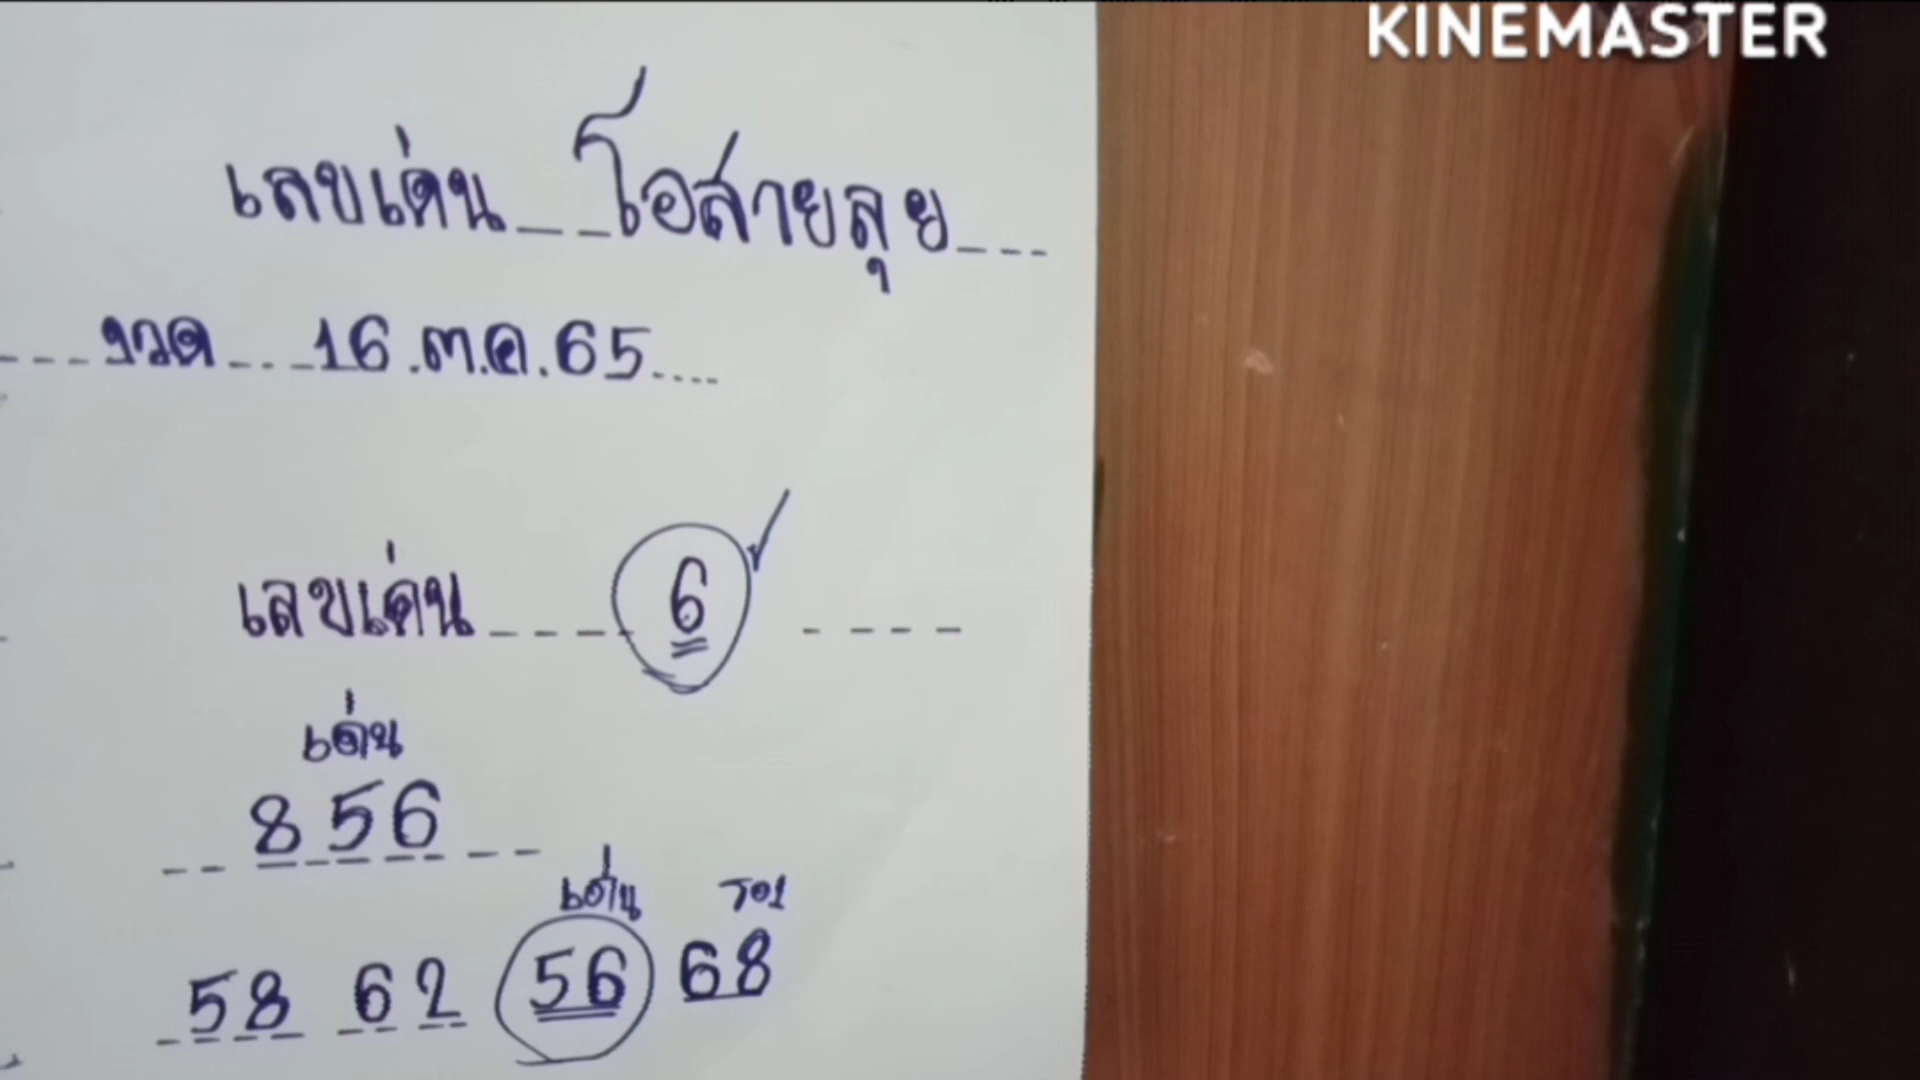 KINEMASTER
เลขเด่น โอสายลุย
งวด 16.ต.ค.65
เลขเด่น 6
เด่น
856
เด่น รอง
58 62 56 68